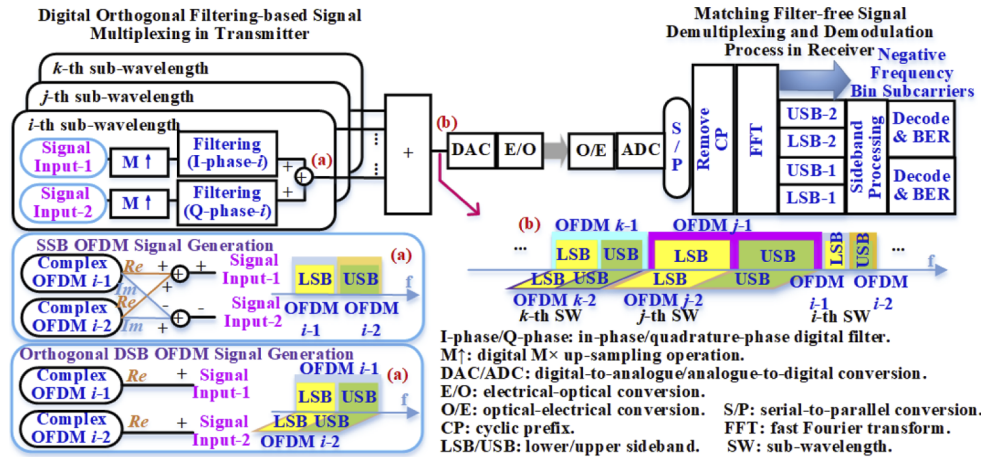 Digital Orthogonal Filtering-based Signal
Multiplexing in Transmitter
k-th sub-wavelength
j-th sub-wavelength
i-th sub-wavelength
Signal
Input-1
M↑
Filtering
(I-phase-i)
Signal
Input-2
M↑
Filtering
(Q-phase-i)
+
+
+
(a)
⋮
⋮
+
(b)
DAC
E/O
O/E
ADC
S
/
P
Matching Filter-free Signal
Demultiplexing and Demodulation
Process in Receiver
Remove
CP
FFT
Negative
Frequency
Bin Subcarriers
USB-2
LSB-2
USB-1
LSB-1
Sideband
Processing
Decode
& BER
Decode
& BER
SSB OFDM Signal Generation
Complex
OFDM i-1
Complex
OFDM i-2
Re
Im
Re
Im
+
+
+
+
+
+
+
-
Signal
Input-1
Signal
Input-2
(a)
LSB
USB
f
OFDM
i-1
OFDM
i-2
Orthogonal DSB OFDM Signal Generation
Complex
OFDM i-1
Complex
OFDM i-2
Re
+
Re
+
Signal
Input-1
Signal
Input-2
OFDM i-1
(a)
LSB
USB
LSB
USB
f
OFDM
i-2
(b)
OFDM k-1
OFDM j-1
...
LSB
USB
LSB
USB
LSB
USB
...
f
LSB
USB
LSB
USB
OFDM k-2
k-th SW
OFDM j-2
j-th SW
OFDM
i-1
OFDM
i-2
i-th SW
I-phase/Q-phase: in-phase/quadrature-phase digital filter.
M↑: digital M× up-sampling operation.
DAC/ADC: digital-to-analogue/analogue-to-digital conversion.
E/O: electrical-optical conversion.
O/E: optical-electrical conversion. S/P: serial-to-parallel conversion.
CP: cyclic prefix. FFT: fast Fourier transform.
LSB/USB: lower/upper sideband. SW: sub-wavelength.